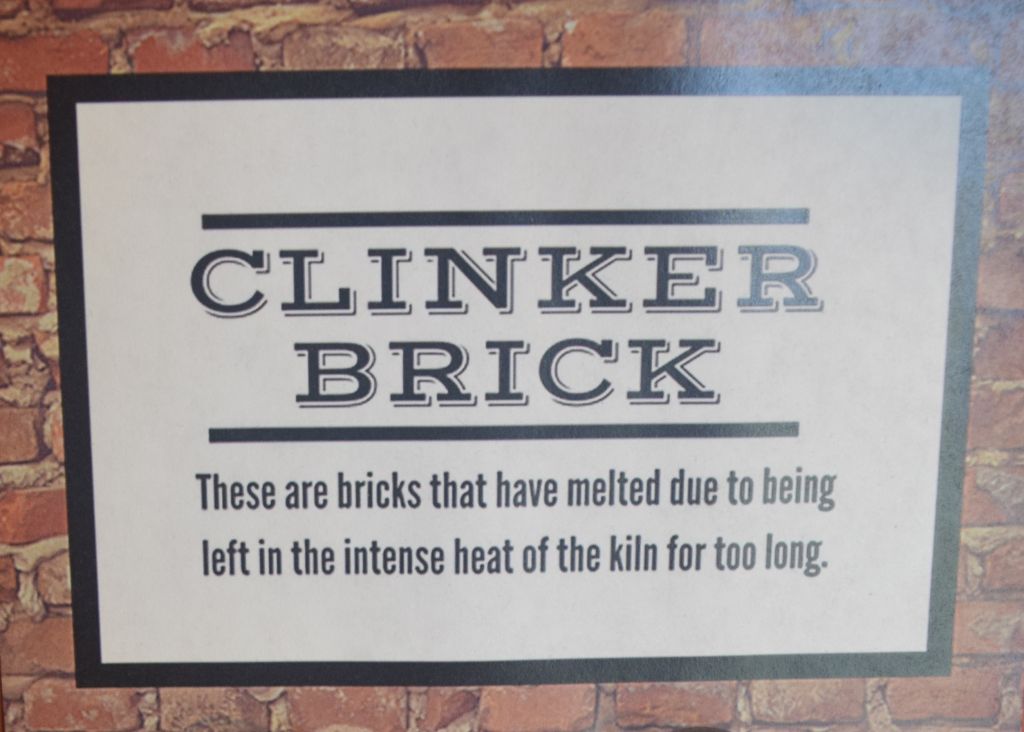 CLINKER
BRICK
These are bricks that have melted due to being
left in the intense heat of the kiln for too long.